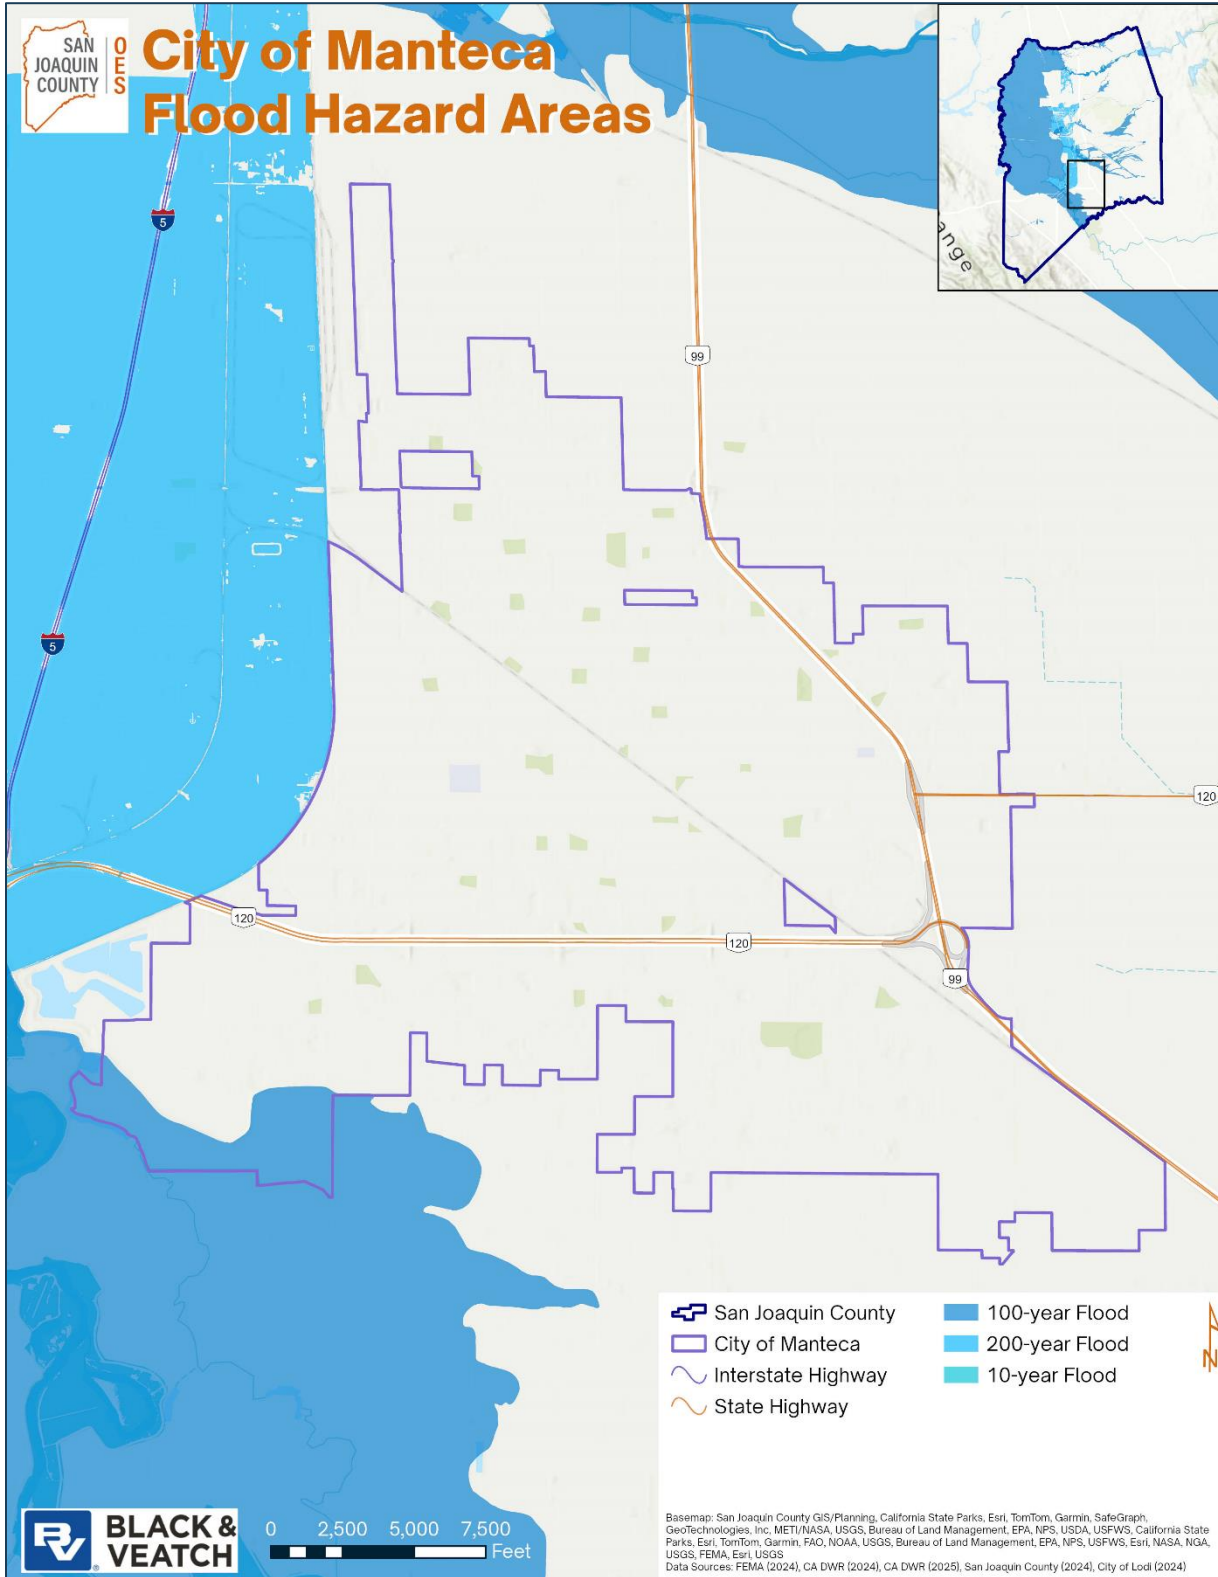 SAN
JOAQUIN
COUNTY
OES
City of Manteca
Flood Hazard Areas
ange
5
99
5
120
120
120
99
San Joaquin County
City of Manteca
Interstate Highway
State Highway
100-year Flood
200-year Flood
10-year Flood
N
BV
BLACK &
VEATCH
0 2,500 5,000 7,500
Feet
Basemap: San Joaquin County GIS/Planning, California State Parks, Esri, TomTom, Garmin, SafeGraph,
GeoTechnologies, Inc, METI/NASA, USGS, Bureau of Land Management, EPA, NPS, USDA, USFWS, California State
Parks, Esri, TomTom, Garmin, FAO, NOAA, USGS, Bureau of Land Management, EPA, NPS, USFWS, Esri, NASA, NGA,
USGS, FEMA, Esri, USGS
Data Sources: FEMA (2024), CA DWR (2024), CA DWR (2025), San Joaquin County (2024), City of Lodi (2024)